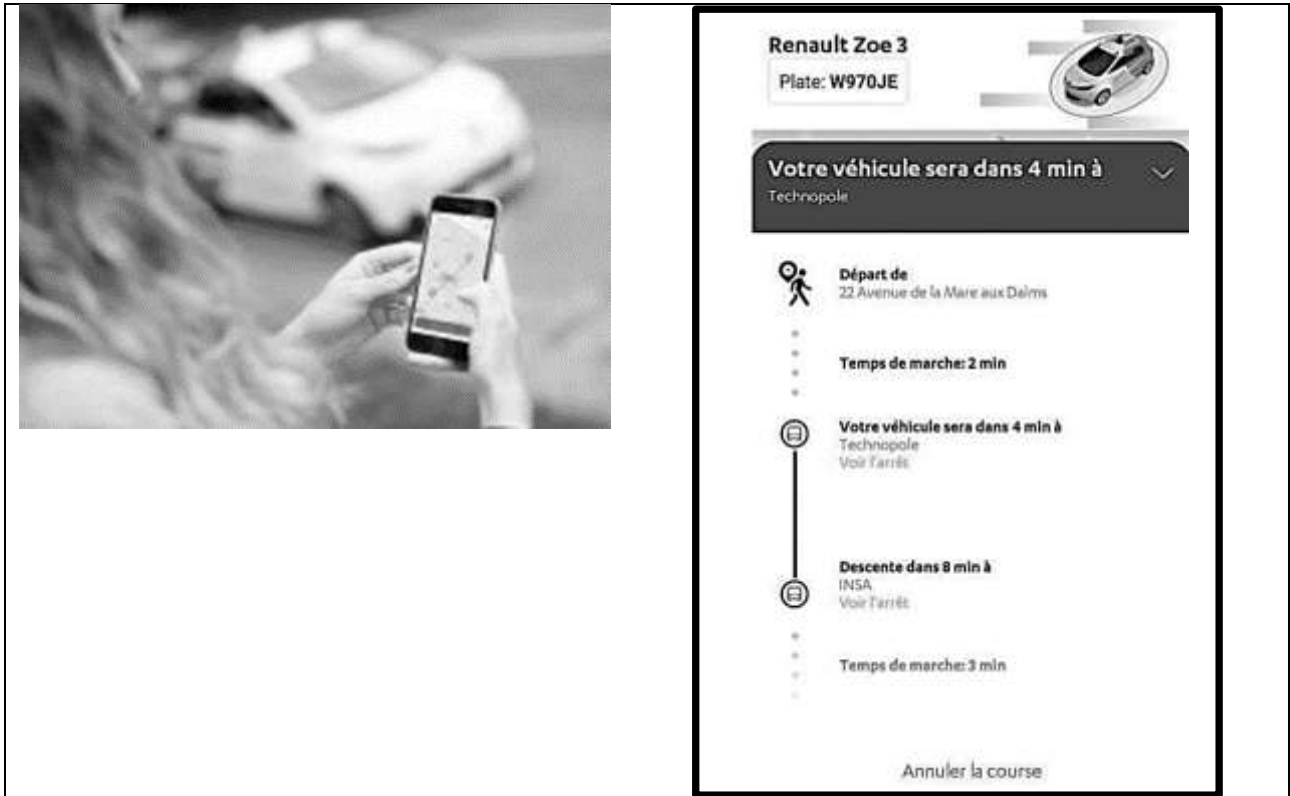 Renault Zoe 3
Plate: W970JE
Votre véhicule sera dans 4 min à
Technopole
Départ de
22 Avenue de la Mare aux Daims
Temps de marche: 2 min
Votre véhicule sera dans 4 min à
Technopole
Voir l'arrêt
Descente dans 8 min à
INSA
Voir l'arrêt
Temps de marche: 3 min
Annuler la course